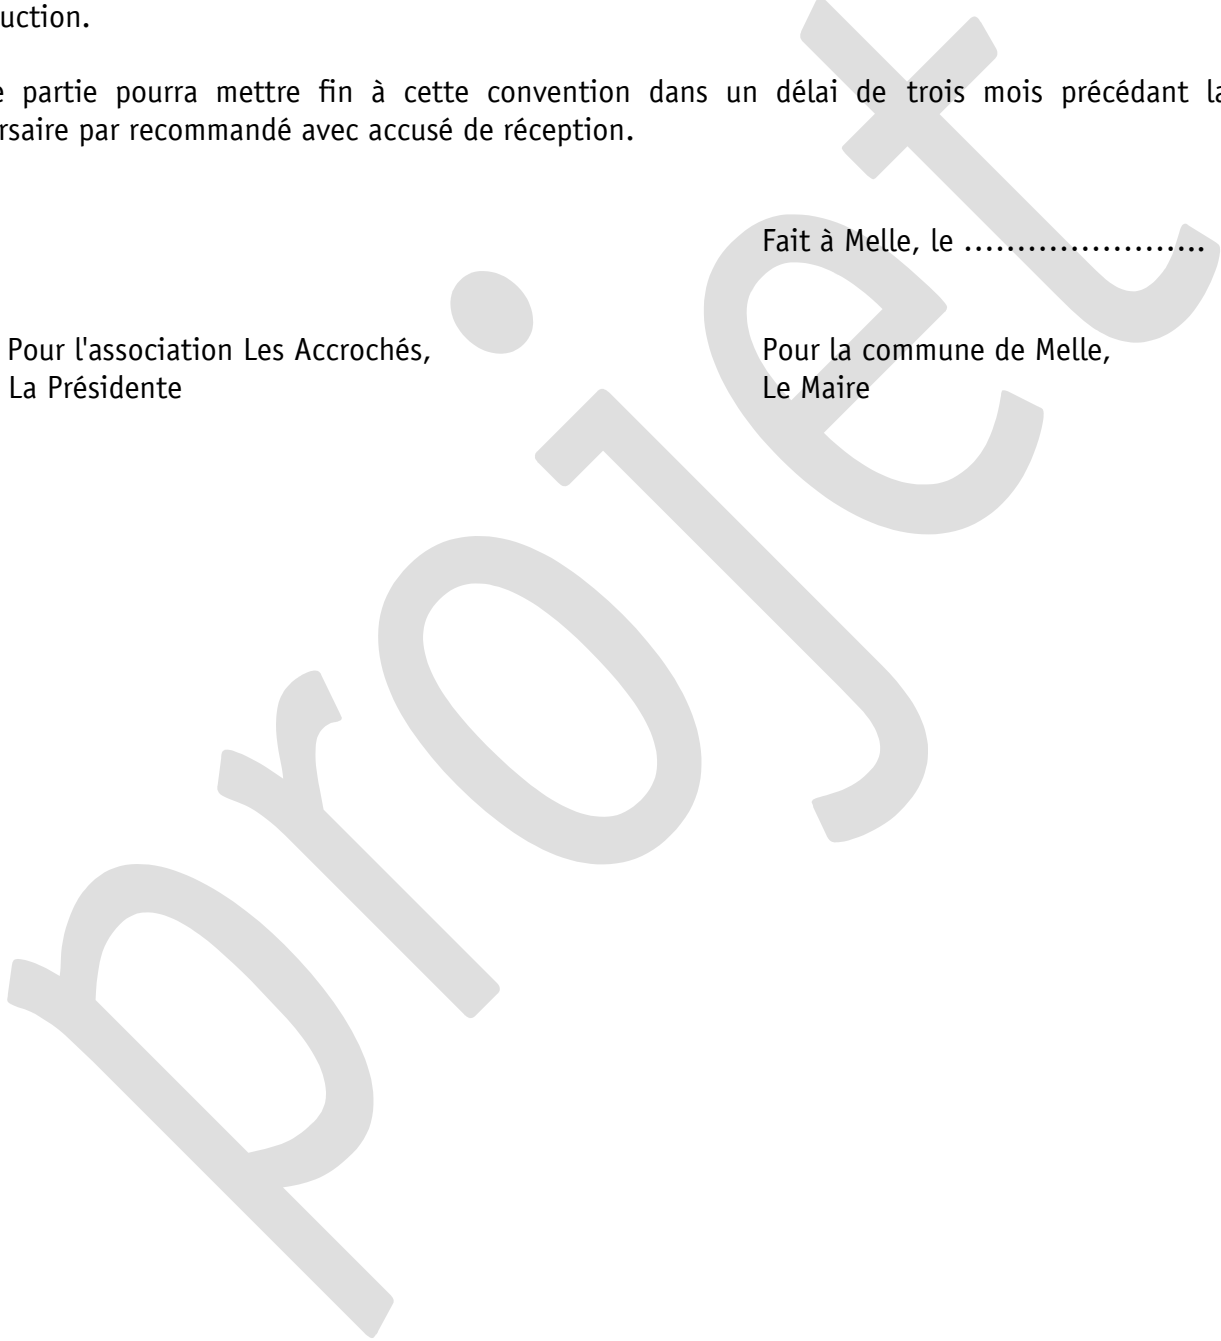 uction.
e partie pourra mettre fin à cette convention dans un délai de trois mois précédant la
rsaire par recommandé avec accusé de réception.
Fait à Melle, le ........................
Pour l'association Les Accrochés,
La Présidente
Pour la commune de Melle,
Le Maire
projet